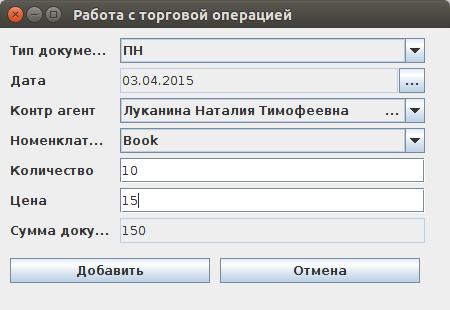 Работа с торговой операцией
Тип докуме... ПН
Дата 03.04.2015 ...
Контр агент Луканина Наталия Тимофеевна ...
Номенклат... Book
Количество 10
Цена 15
Сумма доку... 150
Добавить Отмена